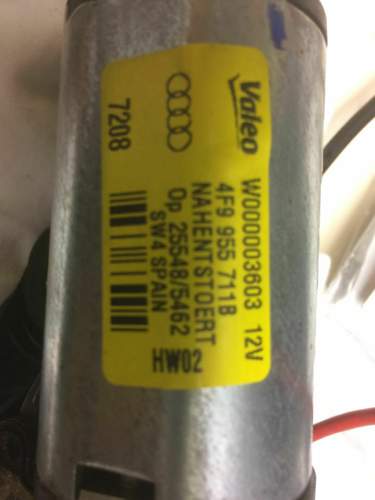 Valeo
W000003603 12V
4F9 955 711B
NAHENTSTOERT
Op 25548/5462
SW4 SPAIN
HW02
7208